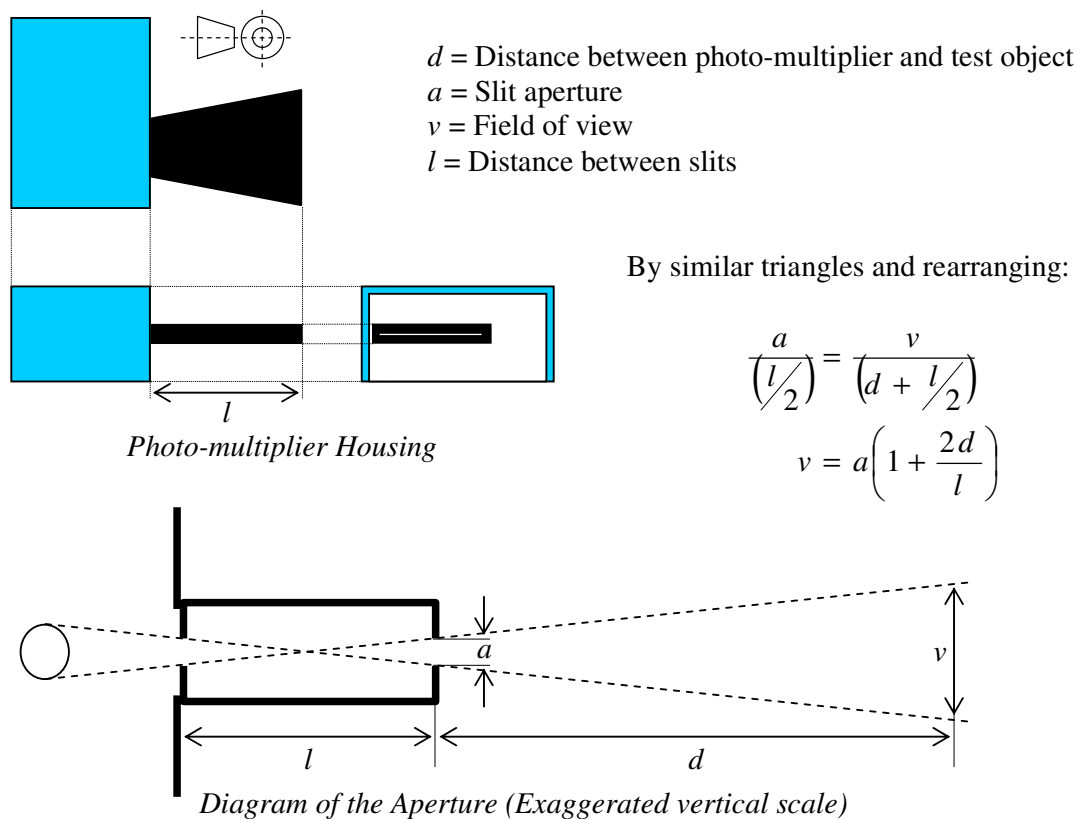 d = Distance between photo-multiplier and test object
a = Slit aperture
v = Field of view
l = Distance between slits
By similar triangles and rearranging:
a/(l/2) = v/(d + l/2)
v = a(1 + 2d/l)
l
Photo-multiplier Housing
a
v
l
d
Diagram of the Aperture (Exaggerated vertical scale)